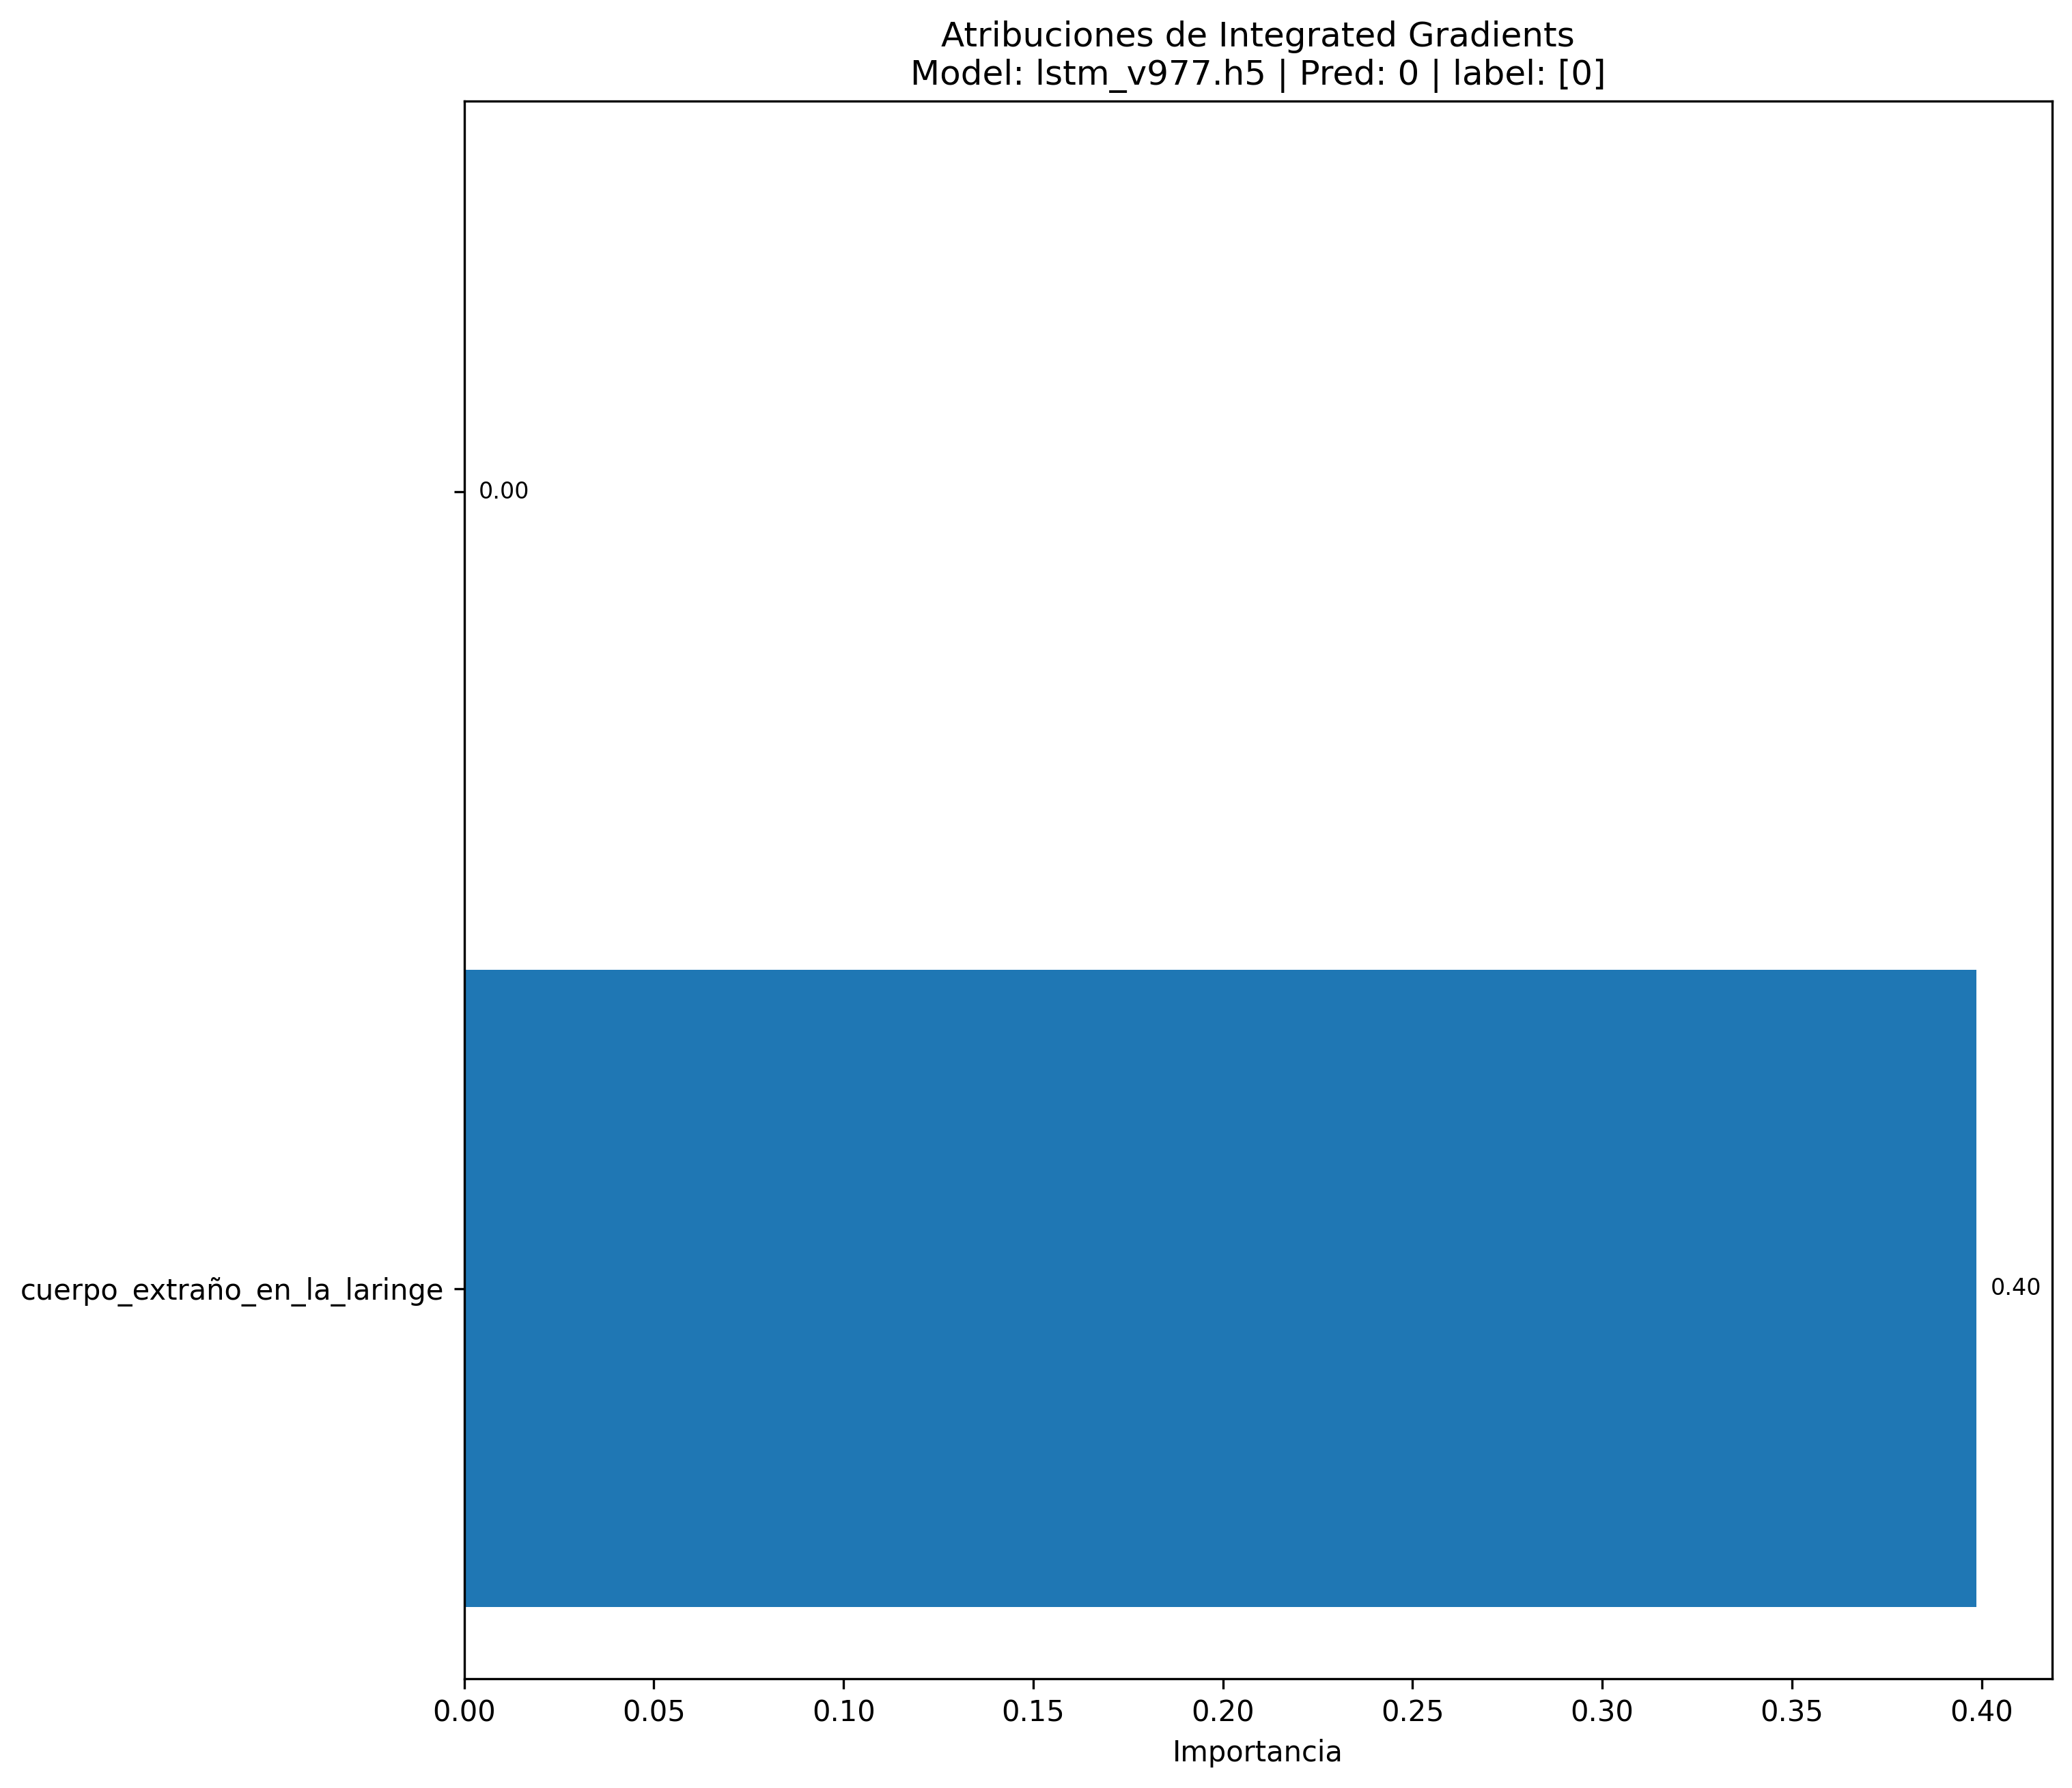 Atribuciones de Integrated Gradients
Model: lstm_v977.h5 | Pred: 0 | label: [0]
0.00
cuerpo_extraño_en_la_laringe
0.40
0.00 0.05 0.10 0.15 0.20 0.25 0.30 0.35 0.40
Importancia